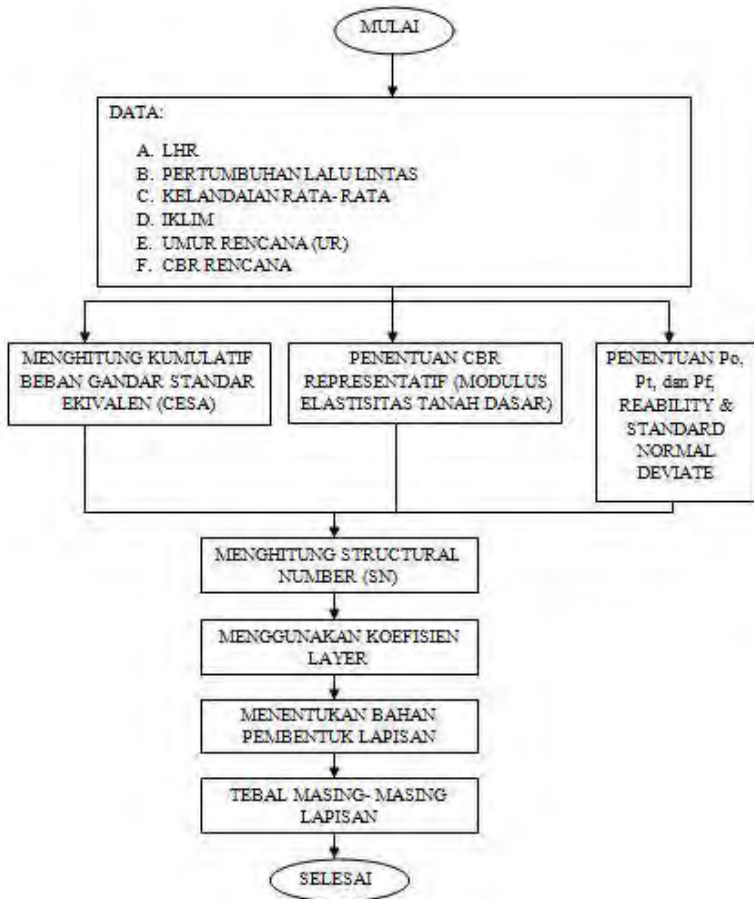 MULAI
DATA:
A. LHR
B. PERTUMBUHAN LALU LINTAS
C. KELANDAIAN RATA- RATA
D. IKLIM
E. UMUR RENCANA (UR)
F. CBR RENCANA
MENGHITUNG KUMULATIF
BEBAN GANDAR STANDAR
EKIVALEN (CESA)
PENENTUAN CBR
REPRESENTATIF (MODULUS
ELASTISITAS TANAH DASAR)
PENENTUAN Po,
Pt, dan Pf,
REABILITY &
STANDARD
NORMAL
DEVIATE
MENGHITUNG STRUCTURAL
NUMBER (SN)
MENGGUNAKAN KOEFISIEN
LAYER
MENENTUKAN BAHAN
PEMBENTUK LAPISAN
TEBAL MASING- MASING
LAPISAN
SELESAI